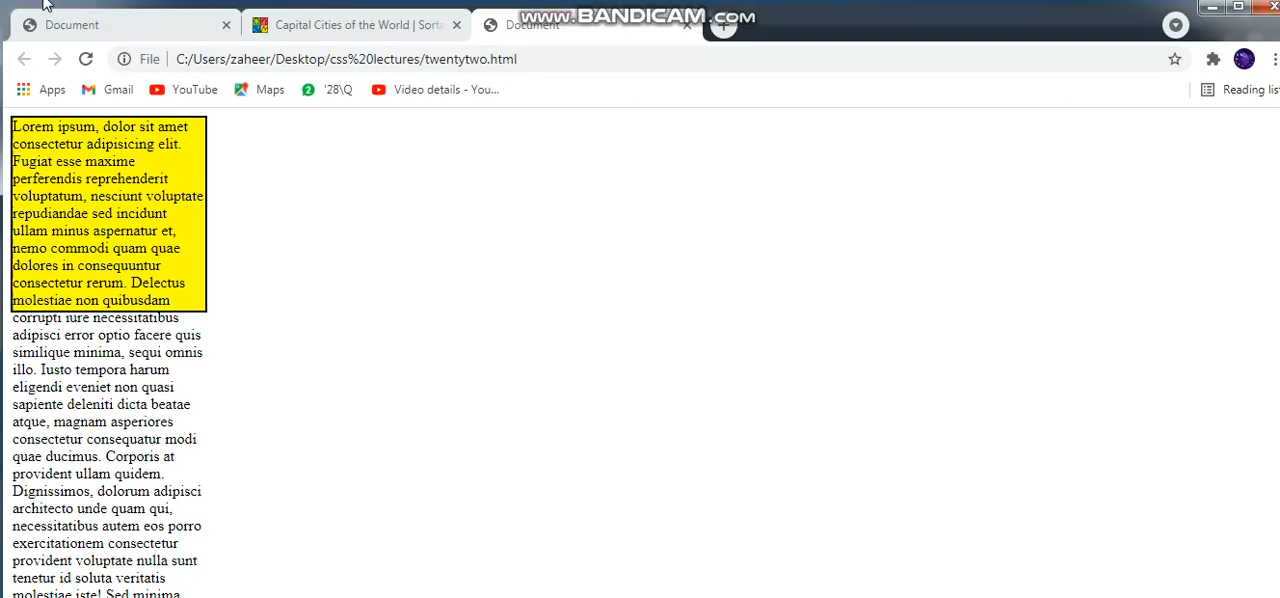 www.BANDICAM.com
Document
Capital Cities of the World | Sorta
Document
File
C:/Users/zaheer/Desktop/css%20lectures/twentytwo.html
Apps
Gmail
YouTube
Maps
'28\Q
Video details - You...
Reading list
Lorem ipsum, dolor sit amet
consectetur adipisicing elit.
Fugiat esse maxime
perferendis reprehenderit
voluptatum, nesciunt voluptate
repudiandae sed incidunt
ullam minus aspernatur et,
nemo commodi quam quae
dolores in consequuntur
consectetur rerum. Delectus
molestiae non quibusdam
corrupti iure necessitatibus
adipisci error optio facere quis
similique minima, sequi omnis
illo. Iusto tempora harum
eligendi eveniet non quasi
sapiente deleniti dicta beatae
atque, magnam asperiores
consectetur consequatur modi
quae ducimus. Corporis at
provident ullam quidem.
Dignissimos, dolorum adipisci
architecto unde quam qui,
necessitatibus autem eos porro
exercitationem consectetur
provident voluptate nulla sunt
tenetur id soluta veritatis
molestiae iste! Sed minima